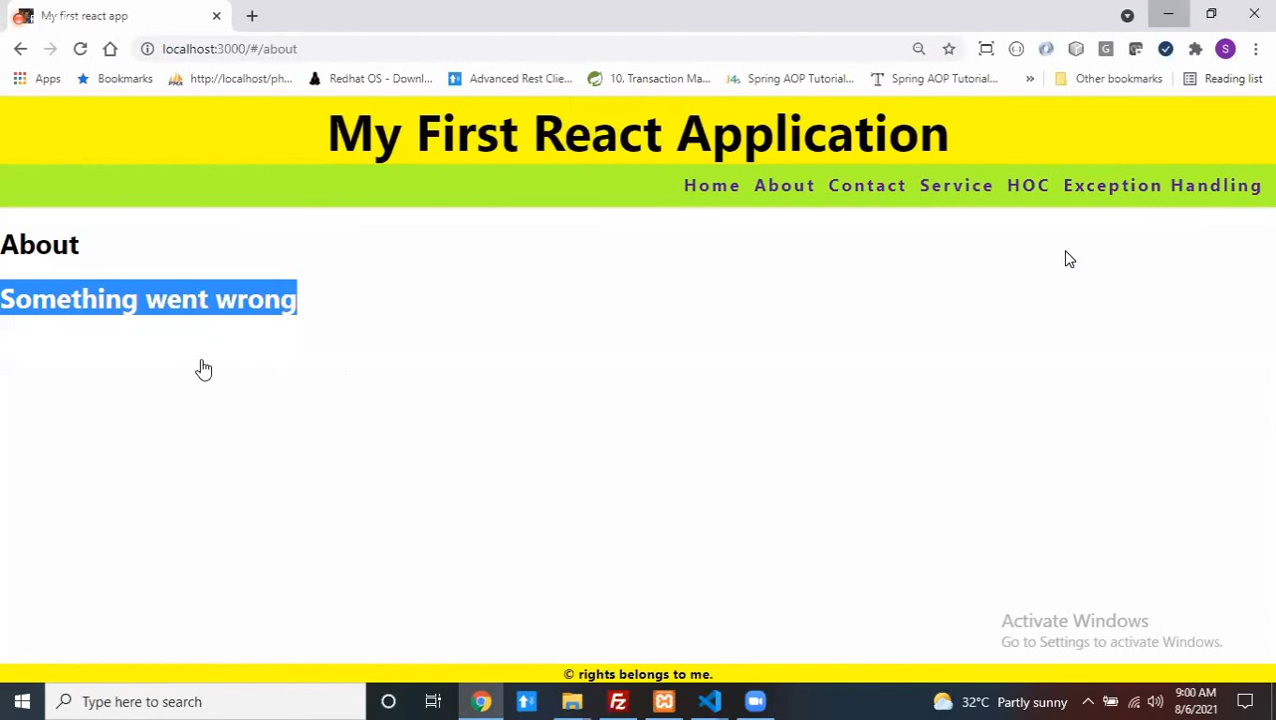 My first react app
localhost:3000/#/about
Apps Bookmarks http://localhost/ph... Redhat OS - Downl... Advanced Rest Clie... 10. Transaction Ma... Spring AOP Tutorial... Spring AOP Tutorial... » Other bookmarks Reading list
My First React Application
Home About Contact Service HOC Exception Handling
About
Something went wrong
Activate Windows
Go to Settings to activate Windows.
© rights belongs to me.
Type here to search
32°C Partly sunny
9:00 AM
8/6/2021